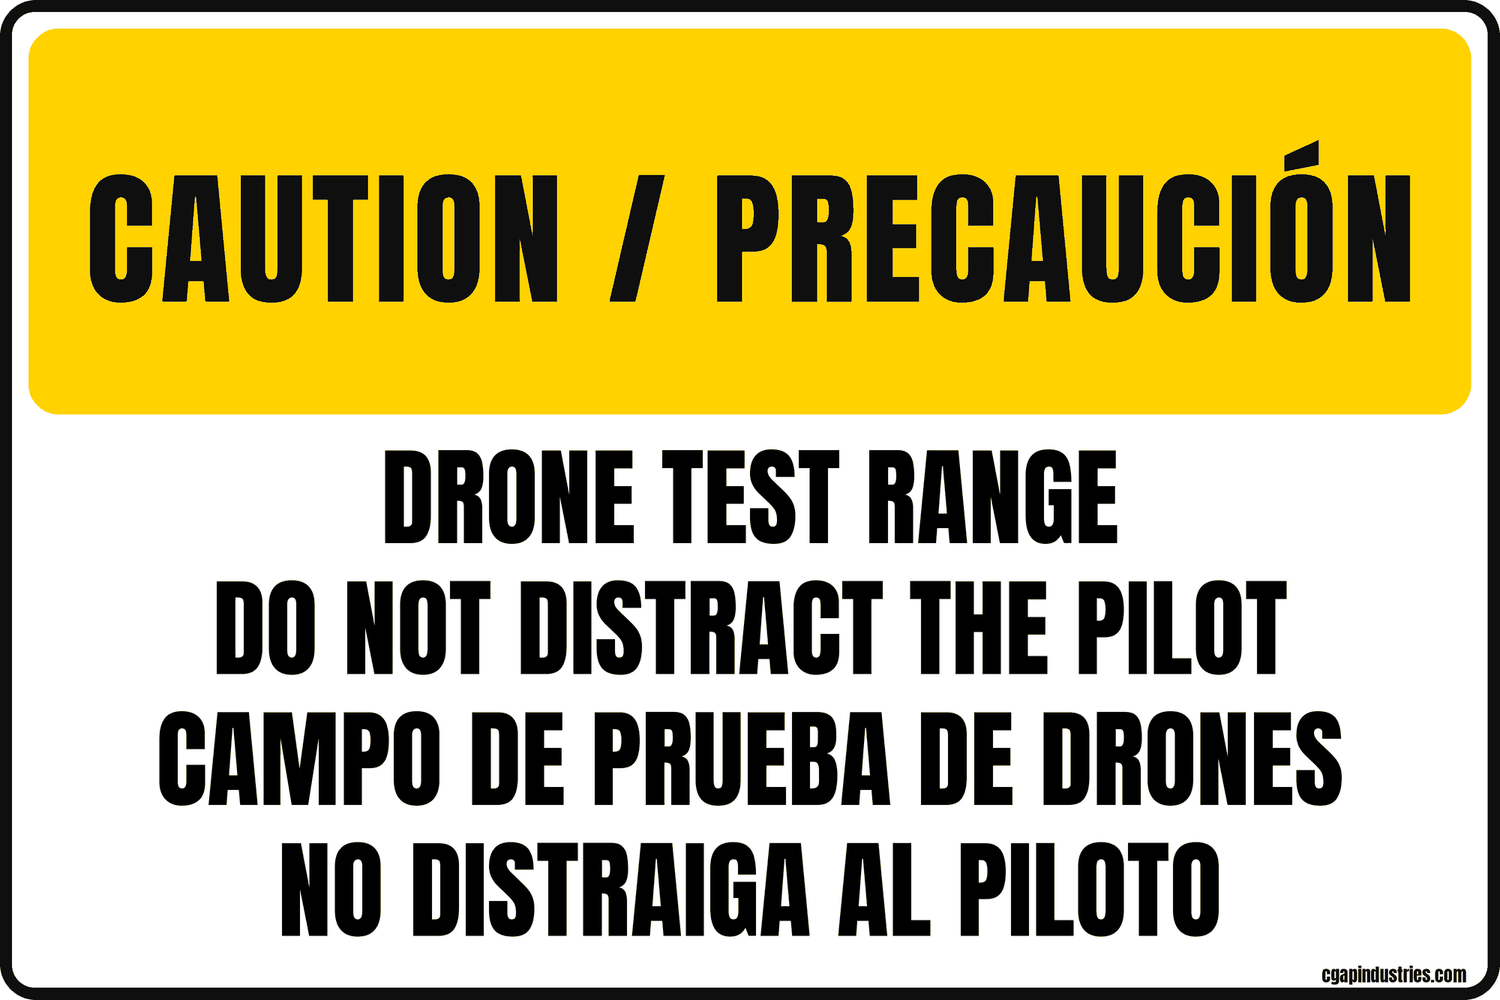 CAUTION / PRECAUCIÓN
DRONE TEST RANGE
DO NOT DISTRACT THE PILOT
CAMPO DE PRUEBA DE DRONES
NO DISTRAIGA AL PILOTO
cgapindustries.com